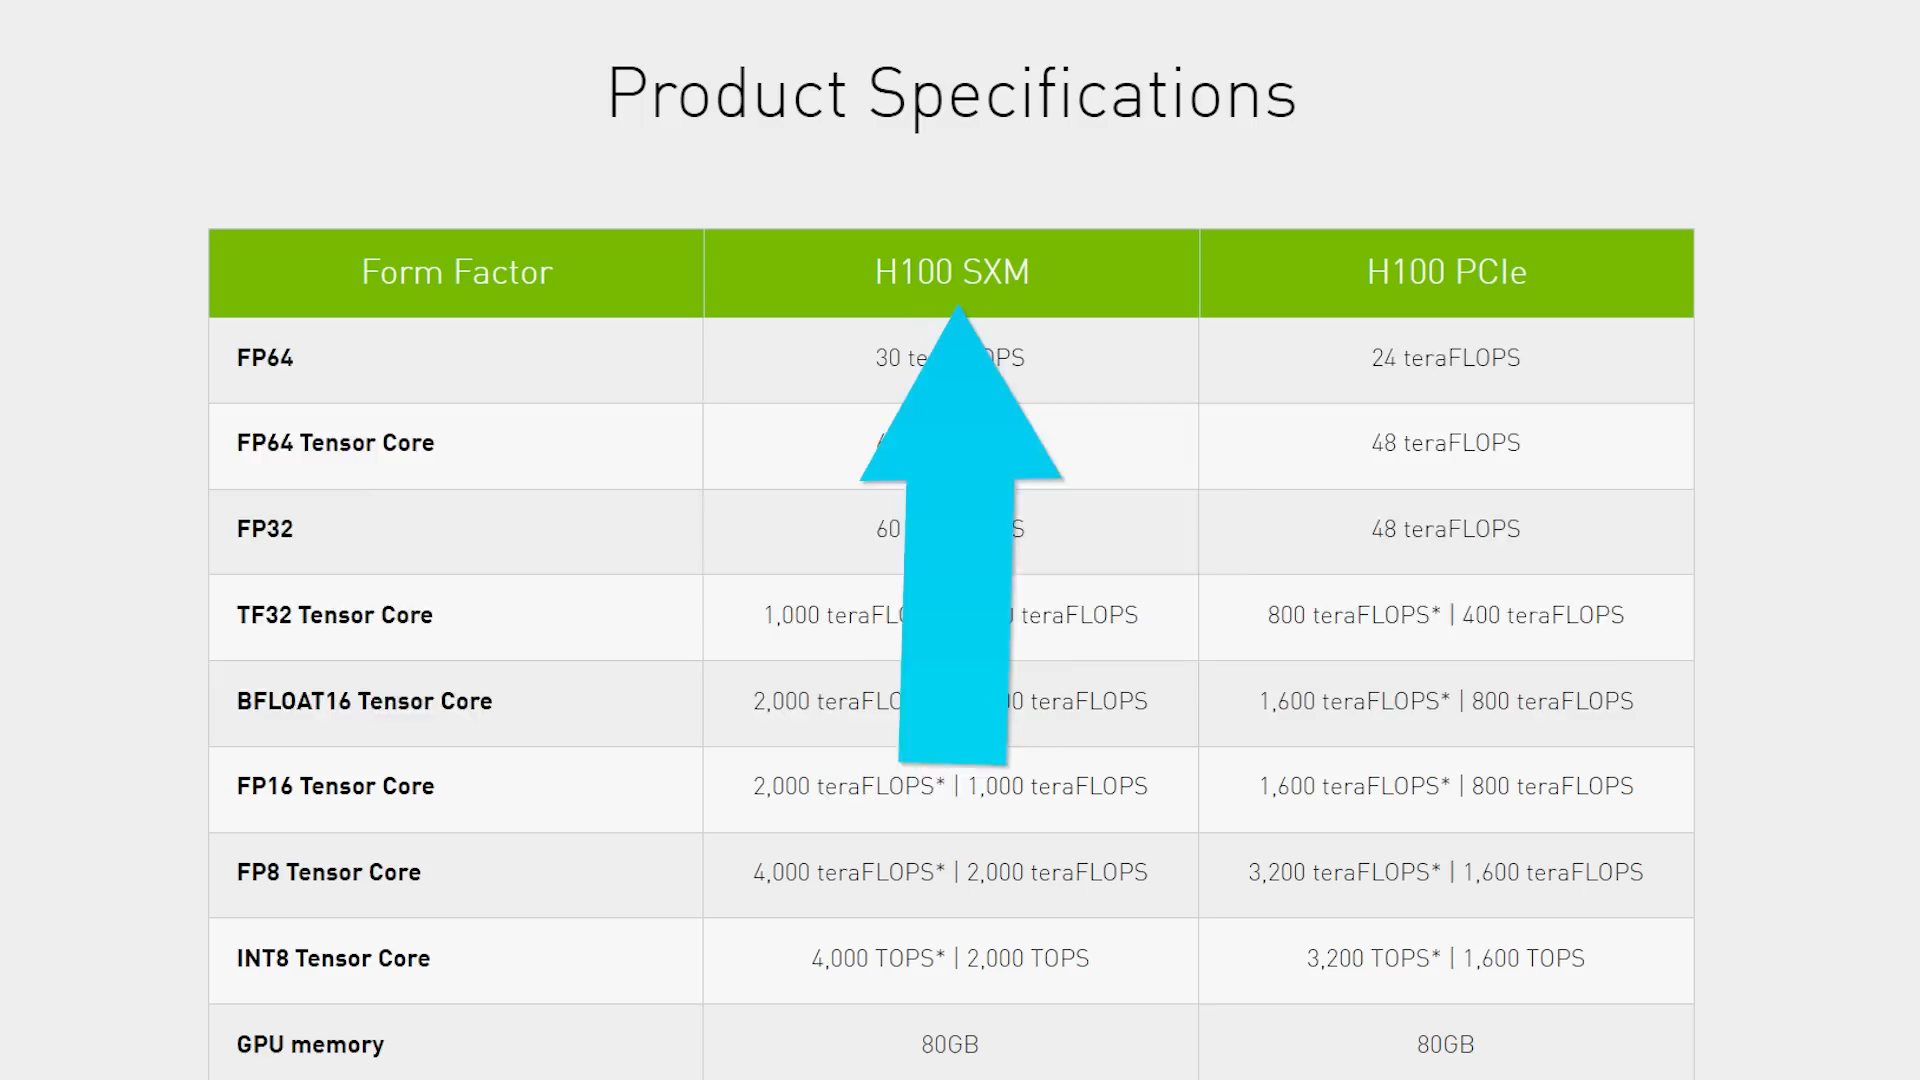 Product Specifications
Form Factor H100 SXM H100 PCIe
FP64 30 24 teraFLOPS
FP64 Tensor Core 48 teraFLOPS
FP32 60 48 teraFLOPS
TF32 Tensor Core 1,000 teraFLOPS 800 teraFLOPS* | 400 teraFLOPS
BFLOAT16 Tensor Core 2,000 teraFLOPS 1,600 teraFLOPS* | 800 teraFLOPS
FP16 Tensor Core 2,000 teraFLOPS* | 1,000 teraFLOPS 1,600 teraFLOPS* | 800 teraFLOPS
FP8 Tensor Core 4,000 teraFLOPS* | 2,000 teraFLOPS 3,200 teraFLOPS* | 1,600 teraFLOPS
INT8 Tensor Core 4,000 TOPS* | 2,000 TOPS 3,200 TOPS* | 1,600 TOPS
GPU memory 80GB 80GB